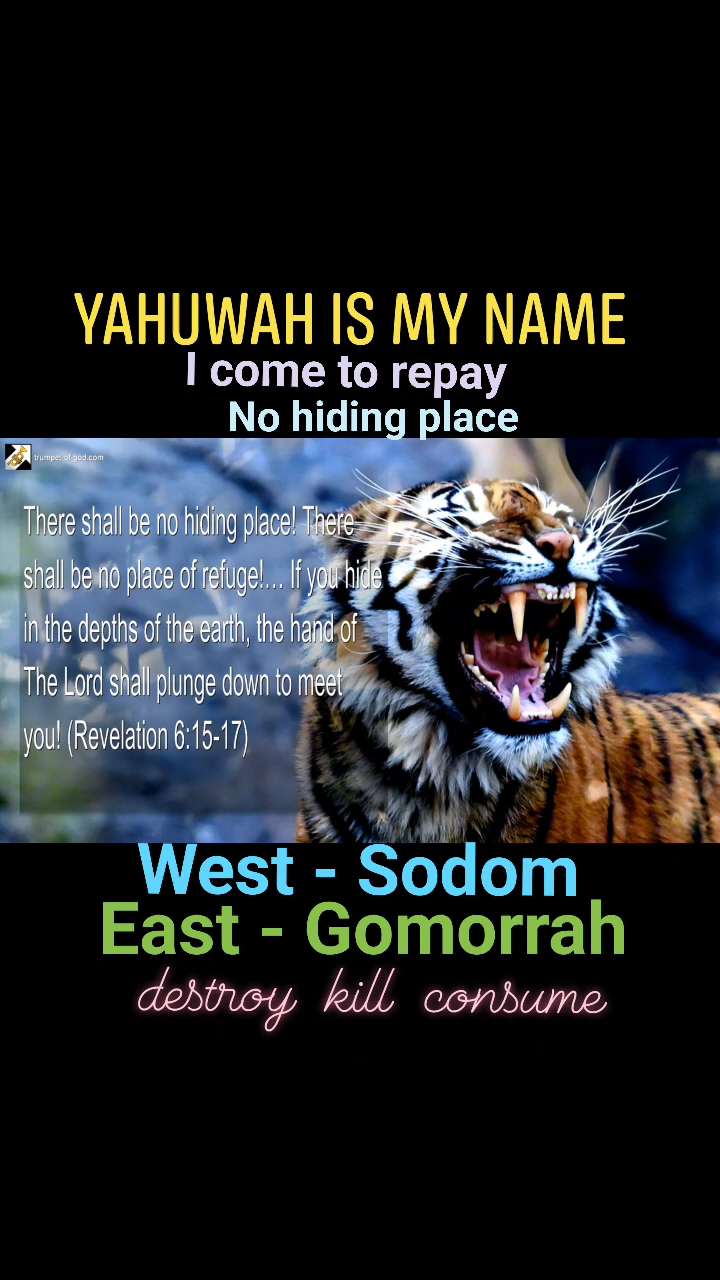 YAHUWAH IS MY NAME
I come to repay
No hiding place
trumpet-of-god.com
There shall be no hiding place! There
shall be no place of refuge!... If you hide
in the depths of the earth, the hand of
The Lord shall plunge down to meet
you! (Revelation 6:15-17)
West - Sodom
East - Gomorrah
destroy kill consume